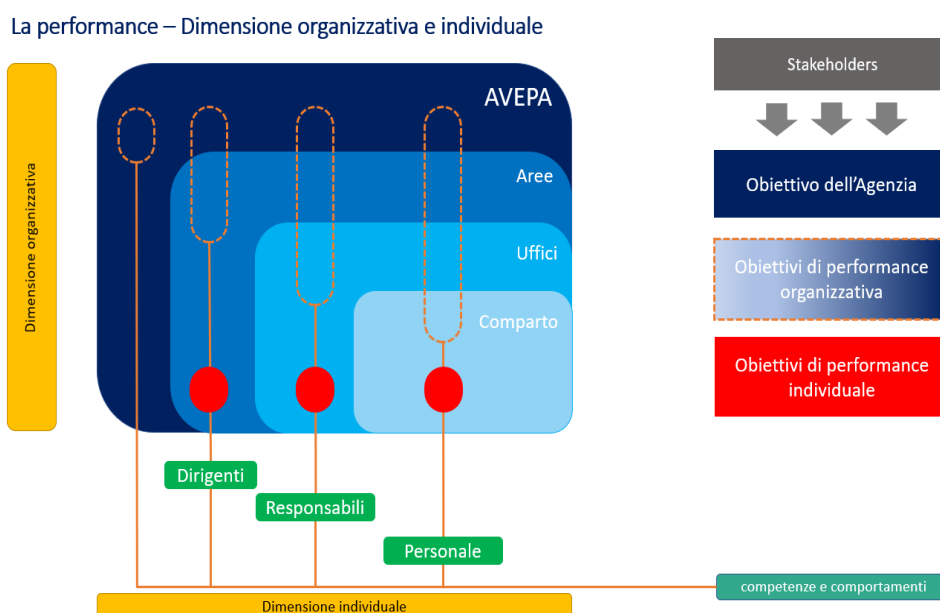 La performance – Dimensione organizzativa e individuale
Dimensione organizzativa
AVEPA
Aree
Uffici
Comparto
Dirigenti
Responsabili
Personale
Dimensione individuale
Stakeholders
Obiettivo dell’Agenzia
Obiettivi di performance
organizzativa
Obiettivi di performance
individuale
competenze e comportamenti